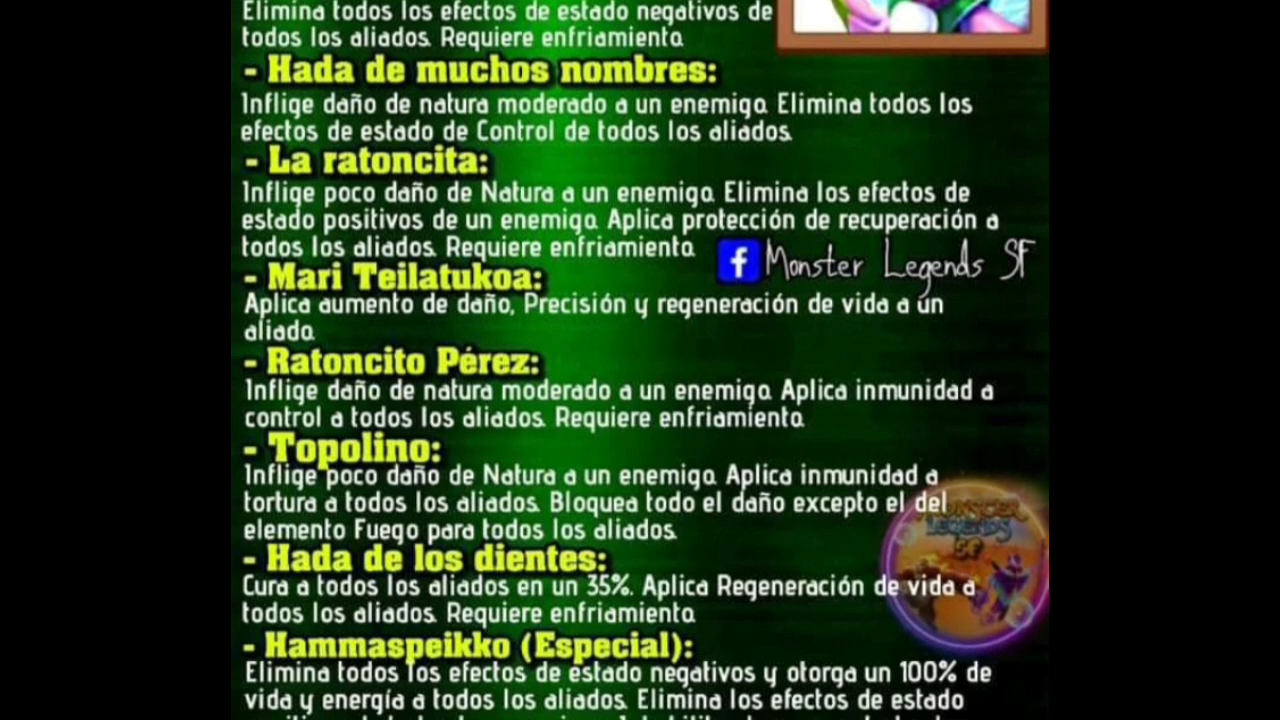 Elimina todos los efectos de estado negativos de
todos los aliados. Requiere enfriamiento.
- Hada de muchos nombres:
Inflige daño de natura moderado a un enemigo. Elimina todos los
efectos de estado de Control de todos los aliados.
- La ratoncita:
Inflige poco daño de Natura a un enemigo. Elimina los efectos de
estado positivos de un enemigo. Aplica protección de recuperación a
todos los aliados. Requiere enfriamiento.
f Monster Legends SF
- Mari Teilatukoa:
Aplica aumento de daño, Precisión y regeneración de vida a un
aliado.
- Ratoncito Pérez:
Inflige daño de natura moderado a un enemigo. Aplica inmunidad a
control a todos los aliados. Requiere enfriamiento.
- Topolino:
Inflige poco daño de Natura a un enemigo. Aplica inmunidad a
tortura a todos los aliados. Bloquea todo el daño excepto el del
elemento Fuego para todos los aliados.
MONSTER
LEGENDS
SF
- Hada de los dientes:
Cura a todos los aliados en un 35%. Aplica Regeneración de vida a
todos los aliados. Requiere enfriamiento.
- Hammaspeikko (Especial):
Elimina todos los efectos de estado negativos y otorga un 100% de
vida y energía a todos los aliados. Elimina los efectos de estado